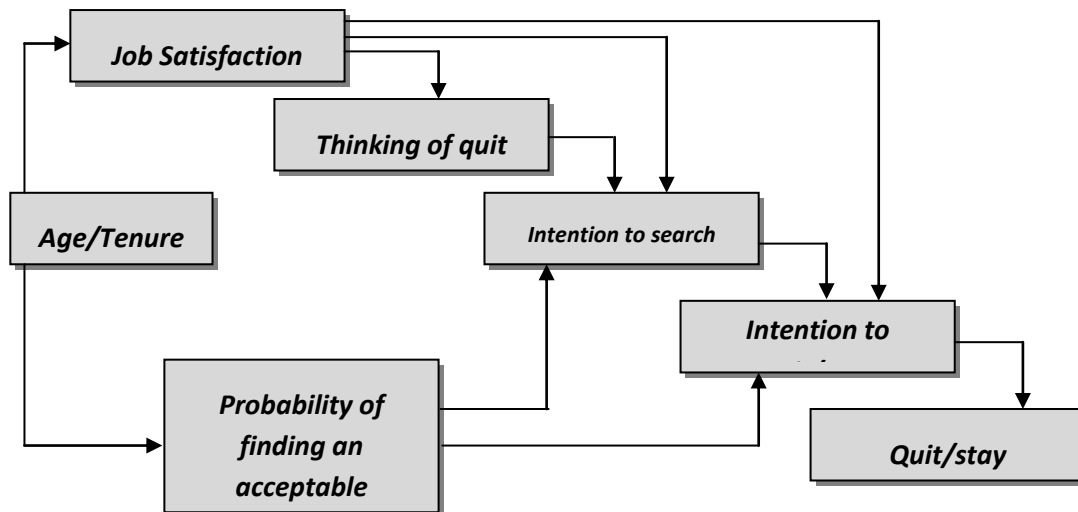 Job Satisfaction
Thinking of quit
Age/Tenure
Intention to search
Intention to
Probability of
finding an
acceptable
Quit/stay